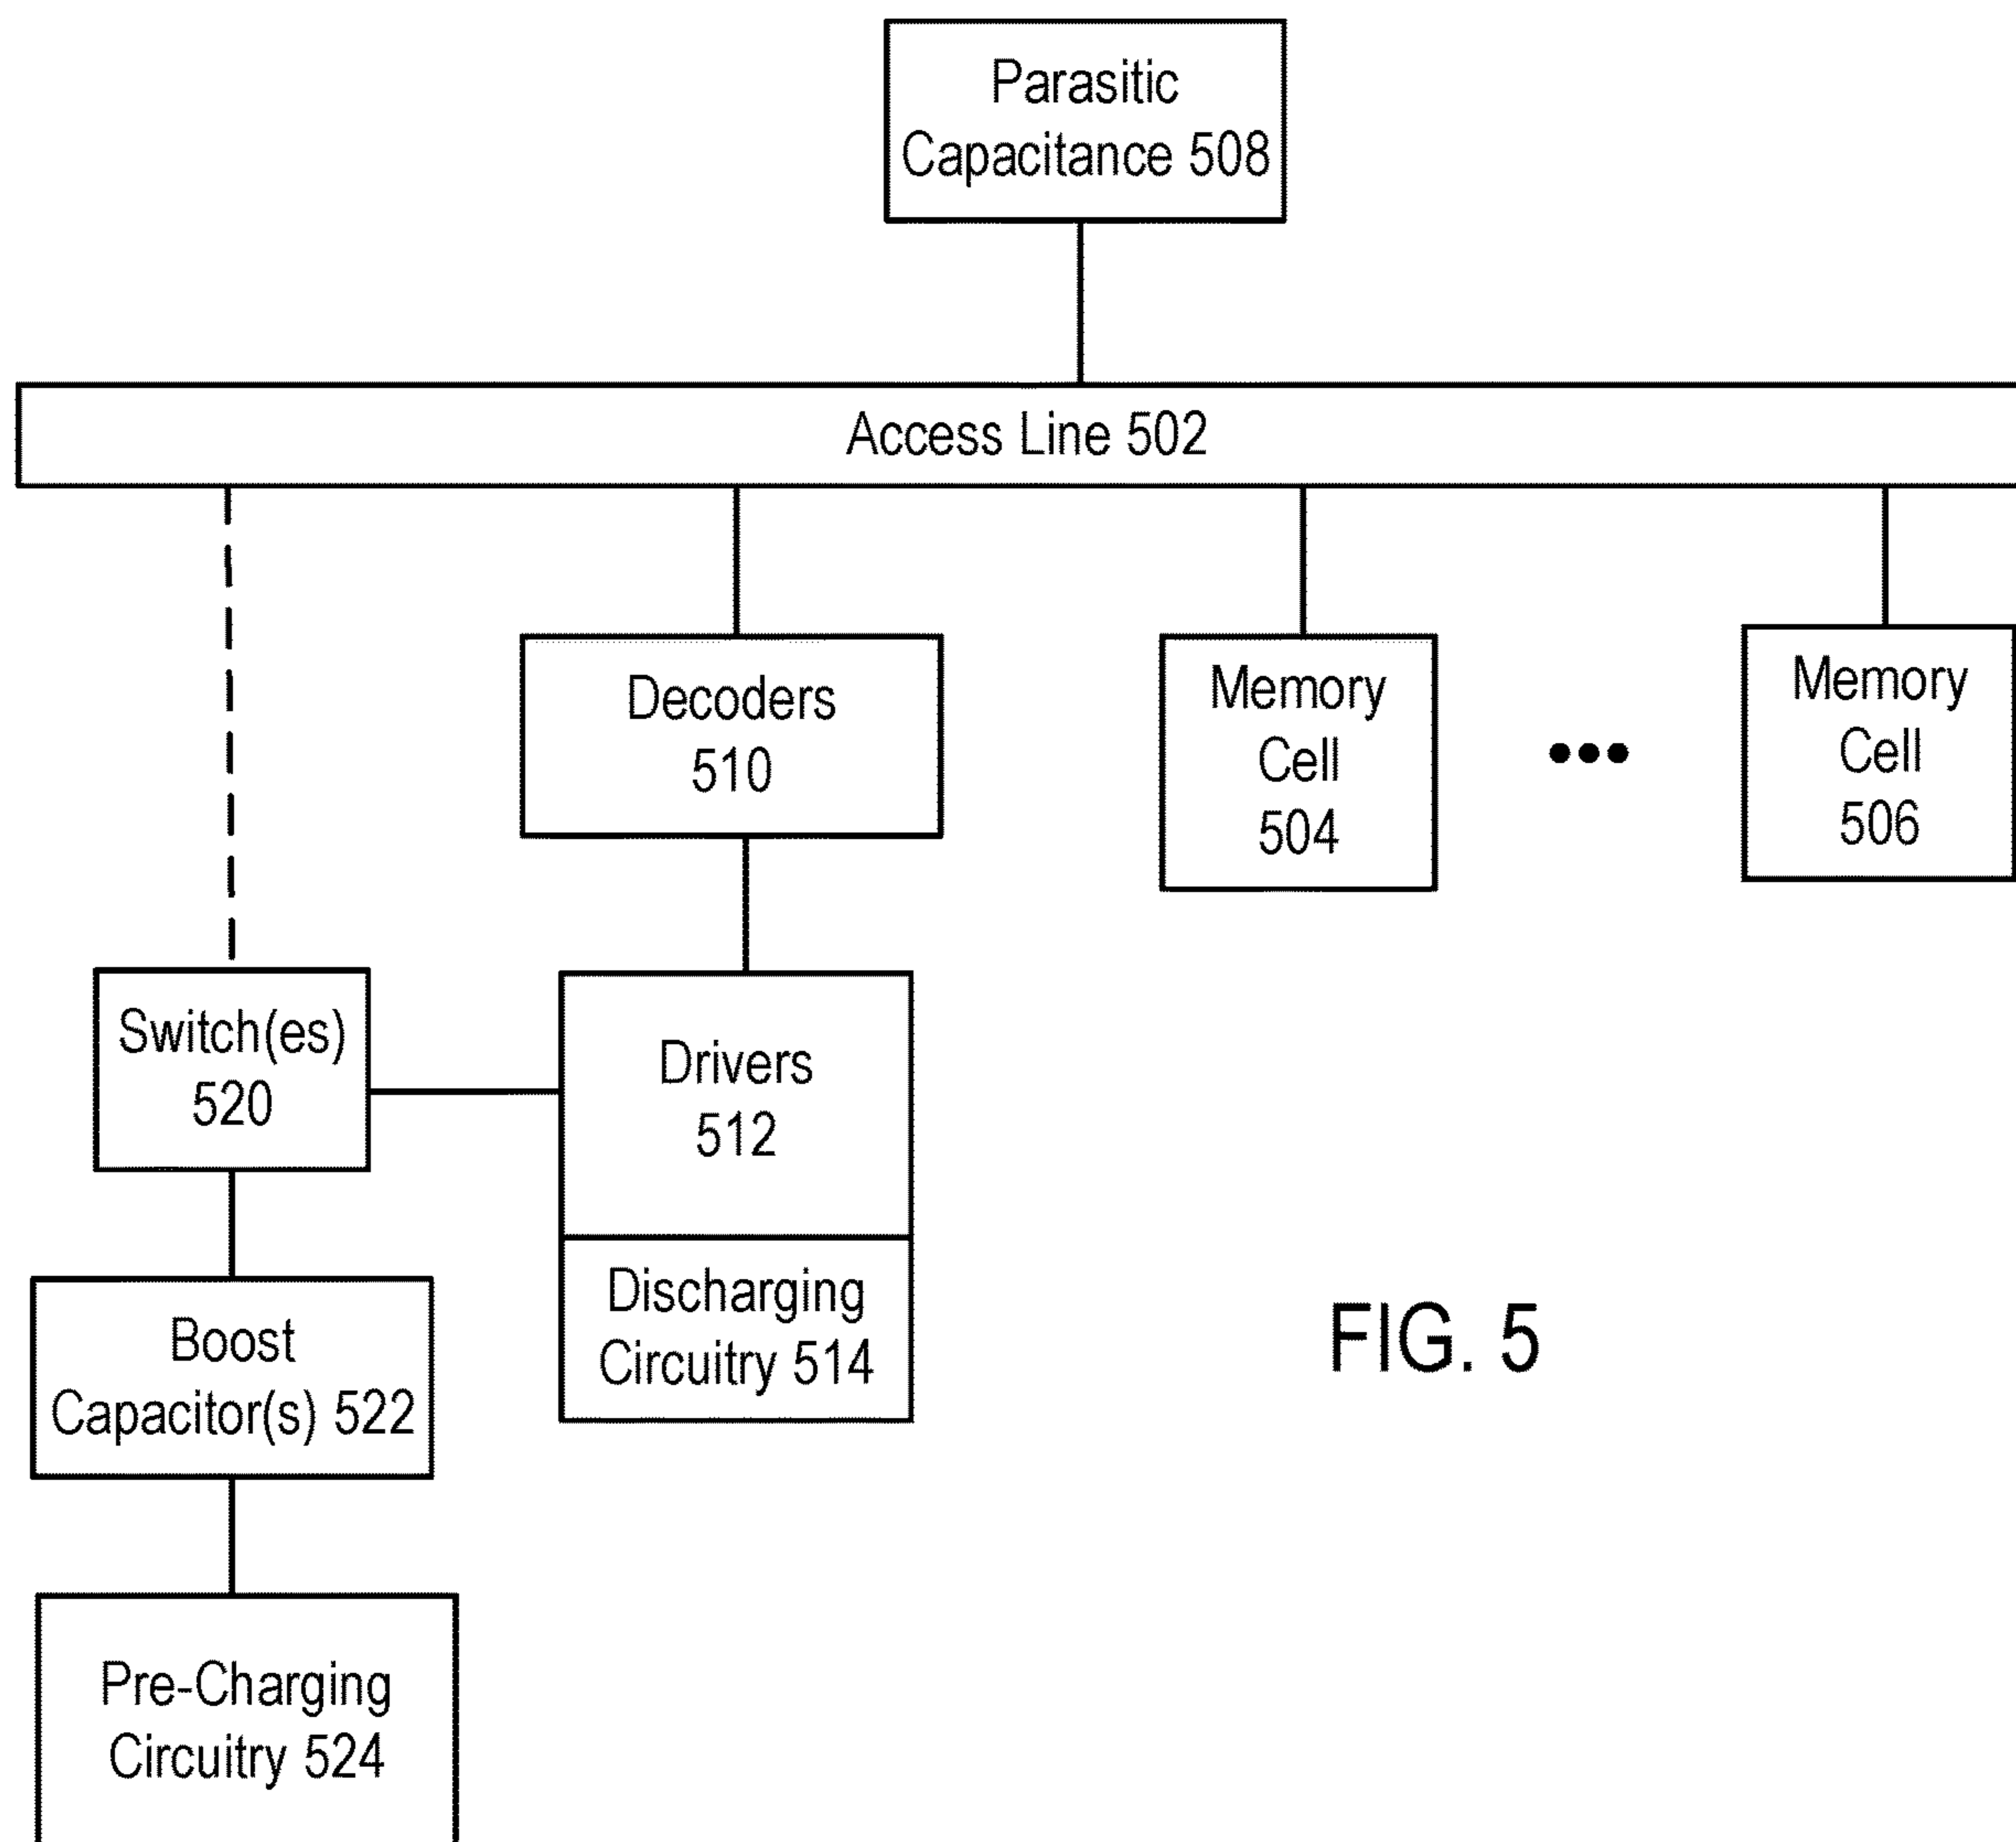 Parasitic
Capacitance 508
Access Line 502
Decoders
510
Memory
Cell
504
Memory
Cell
506
Switch(es)
520
Drivers
512
Discharging
Circuitry 514
Boost
Capacitor(s) 522
Pre-Charging
Circuitry 524
FIG. 5